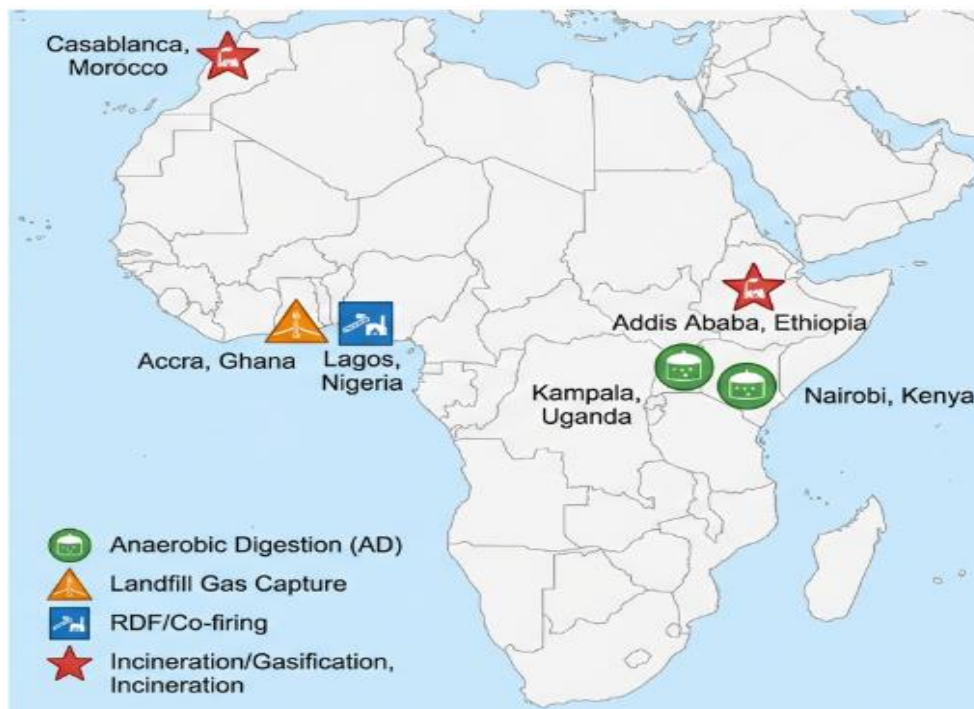 Casablanca,
Morocco
Addis Ababa, Ethiopia
Accra, Ghana
Lagos,
Nigeria
Kampala,
Uganda
Nairobi, Kenya
Anaerobic Digestion (AD)
Landfill Gas Capture
RDF/Co-firing
Incineration/Gasification,
Incineration